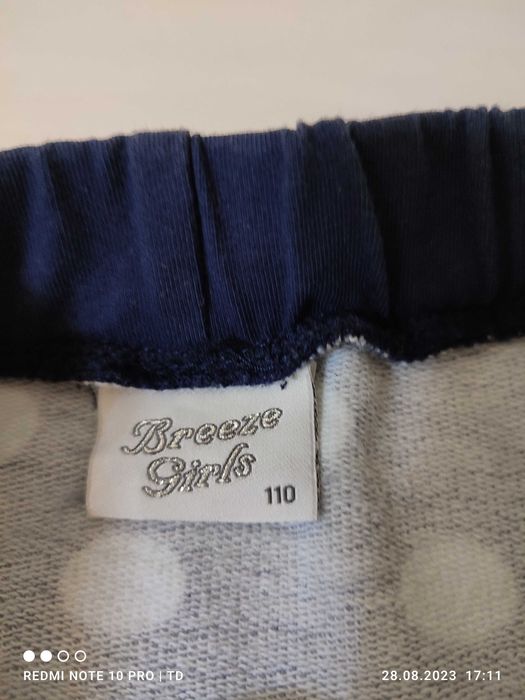 Breeze
Girls
110
REDMI NOTE 10 PRO | TD
28.08.2023 17:11